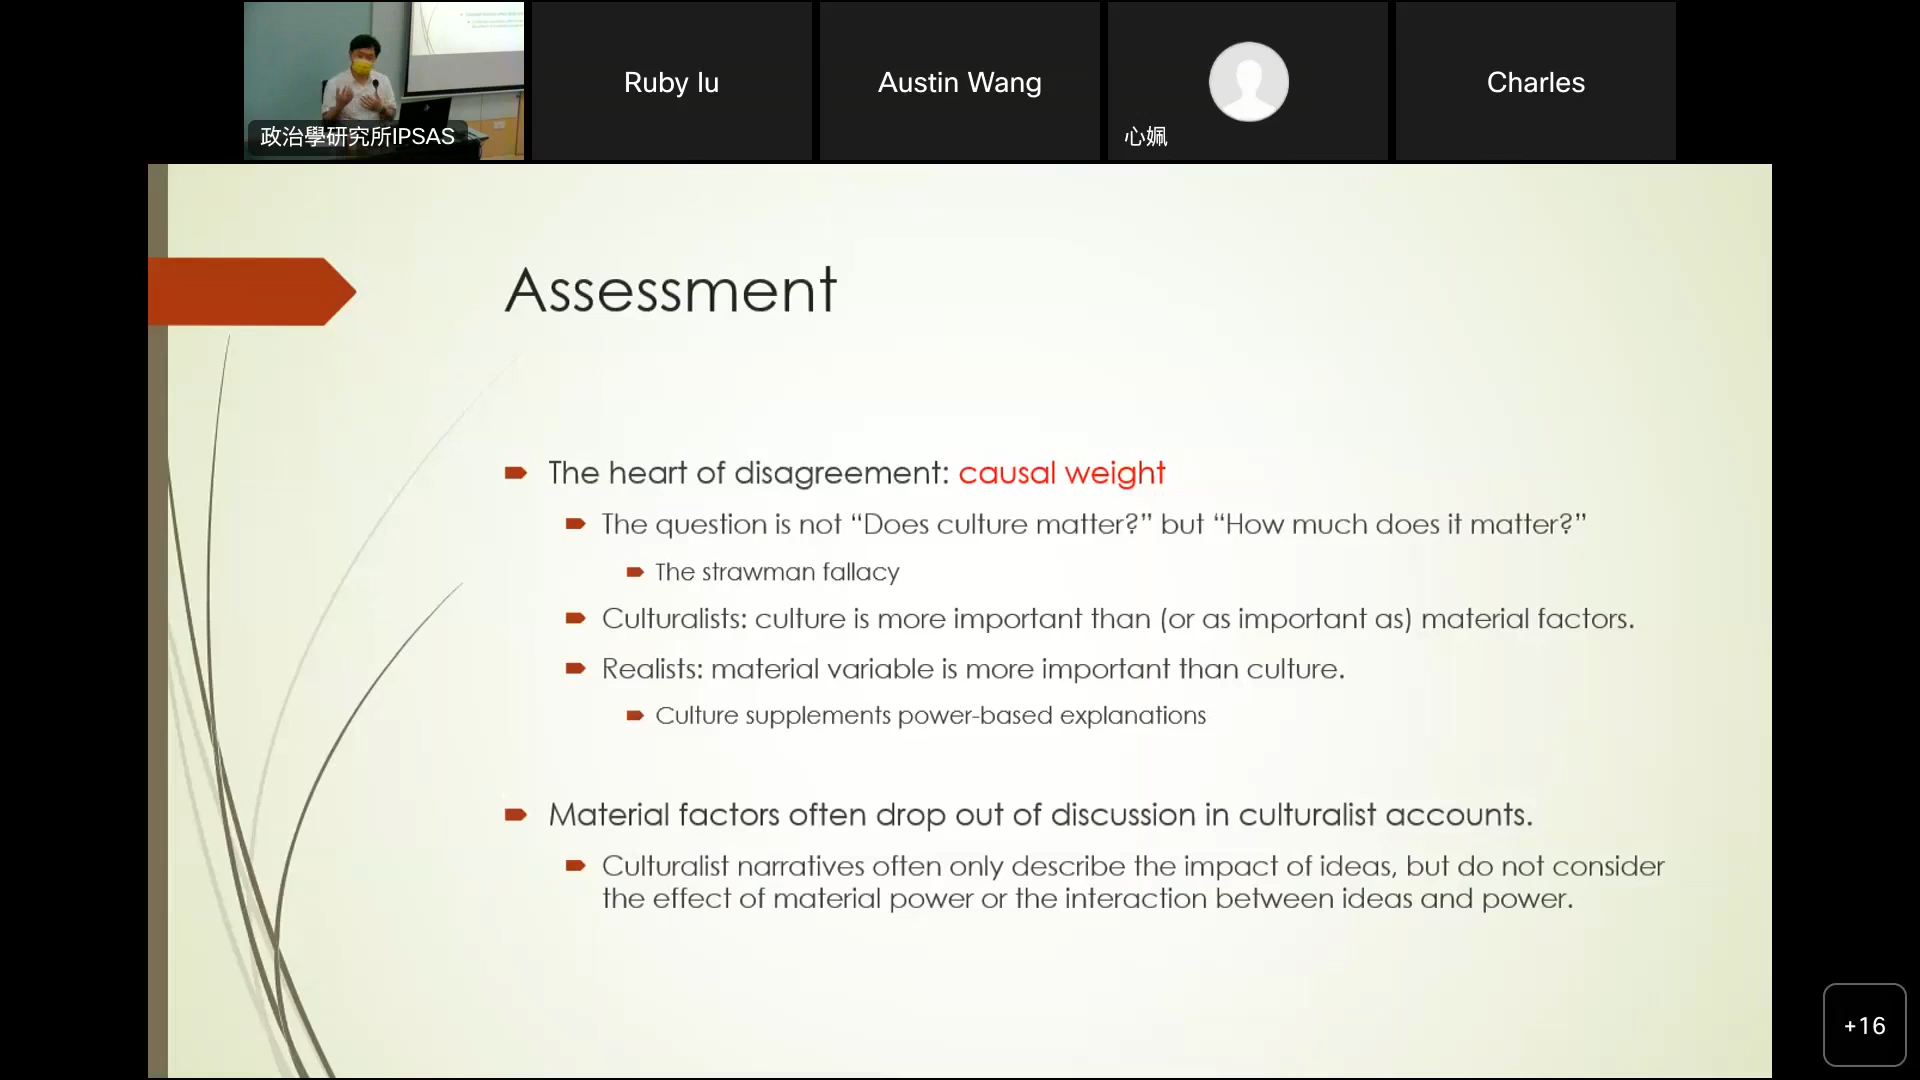 政治學研究所IPSAS
Ruby lu
Austin Wang
心姵
Charles
Assessment
The heart of disagreement: causal weight
The question is not “Does culture matter?” but “How much does it matter?”
The strawman fallacy
Culturalists: culture is more important than (or as important as) material factors.
Realists: material variable is more important than culture.
Culture supplements power-based explanations
Material factors often drop out of discussion in culturalist accounts.
Culturalist narratives often only describe the impact of ideas, but do not consider
the effect of material power or the interaction between ideas and power.
+16